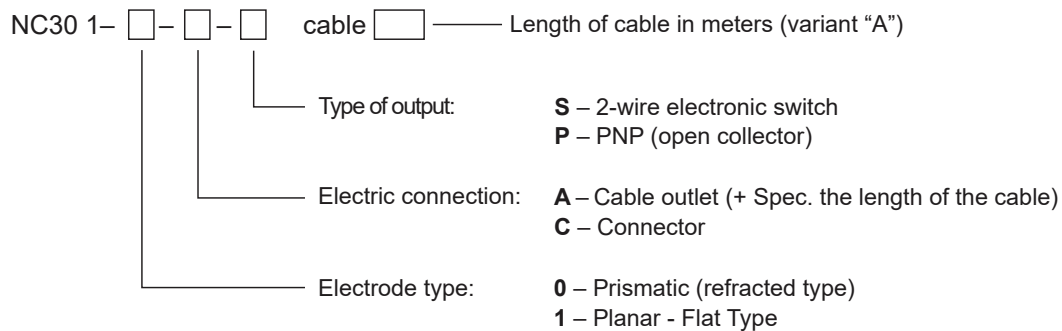 NC30 1– – – cable Length of cable in meters (variant “A”)
Type of output: S – 2-wire electronic switch
P – PNP (open collector)
Electric connection: A – Cable outlet (+ Spec. the length of the cable)
C – Connector
Electrode type: 0 – Prismatic (refracted type)
1 – Planar - Flat Type